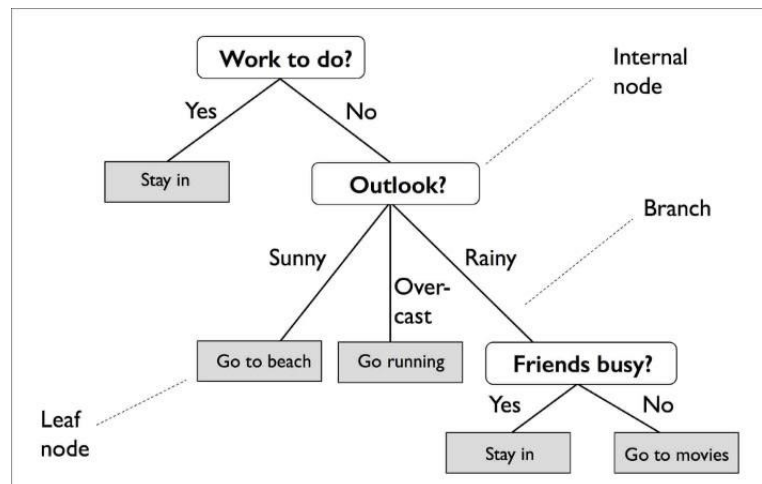 Work to do?
Internal
node
Yes
No
Stay in
Outlook?
Branch
Sunny
Over-
cast
Rainy
Go to beach
Go running
Friends busy?
Leaf
node
Yes
No
Stay in
Go to movies